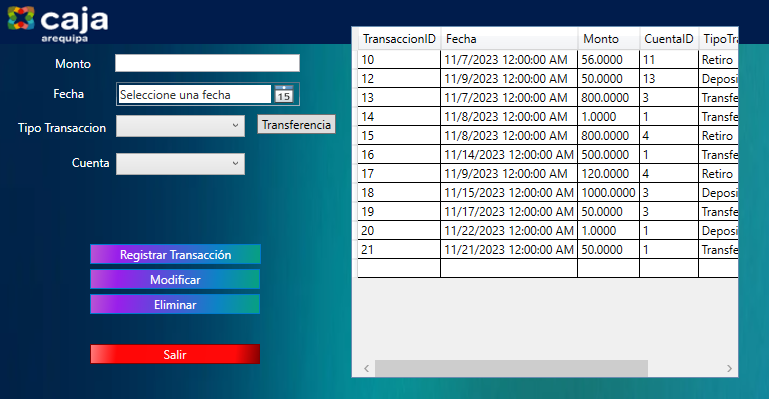 caja
arequipa
Monto
Fecha
Seleccione una fecha
15
Tipo Transaccion
Transferencia
Cuenta
Registrar Transacción
Modificar
Eliminar
Salir
TransaccionID Fecha Monto CuentaID TipoTra
10 11/7/2023 12:00:00 AM 56.0000 11 Retiro
12 11/9/2023 12:00:00 AM 50.0000 13 Deposi
13 11/7/2023 12:00:00 AM 800.0000 3 Transfe
14 11/8/2023 12:00:00 AM 1.0000 1 Transfe
15 11/8/2023 12:00:00 AM 800.0000 4 Retiro
16 11/14/2023 12:00:00 AM 500.0000 1 Transfe
17 11/9/2023 12:00:00 AM 120.0000 4 Retiro
18 11/15/2023 12:00:00 AM 1000.0000 3 Deposi
19 11/17/2023 12:00:00 AM 50.0000 3 Transfe
20 11/22/2023 12:00:00 AM 1.0000 1 Deposi
21 11/21/2023 12:00:00 AM 50.0000 1 Transfe